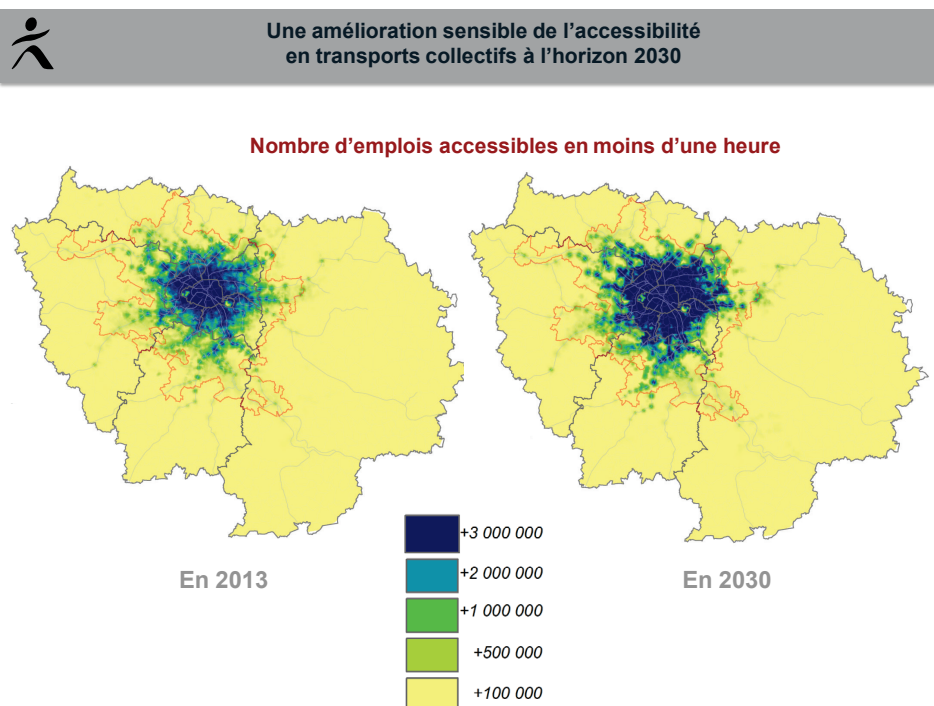 Une amélioration sensible de l'accessibilité
en transports collectifs à l'horizon 2030
Nombre d'emplois accessibles en moins d'une heure
En 2013
En 2030
+3 000 000
+2 000 000
+1 000 000
+500 000
+100 000